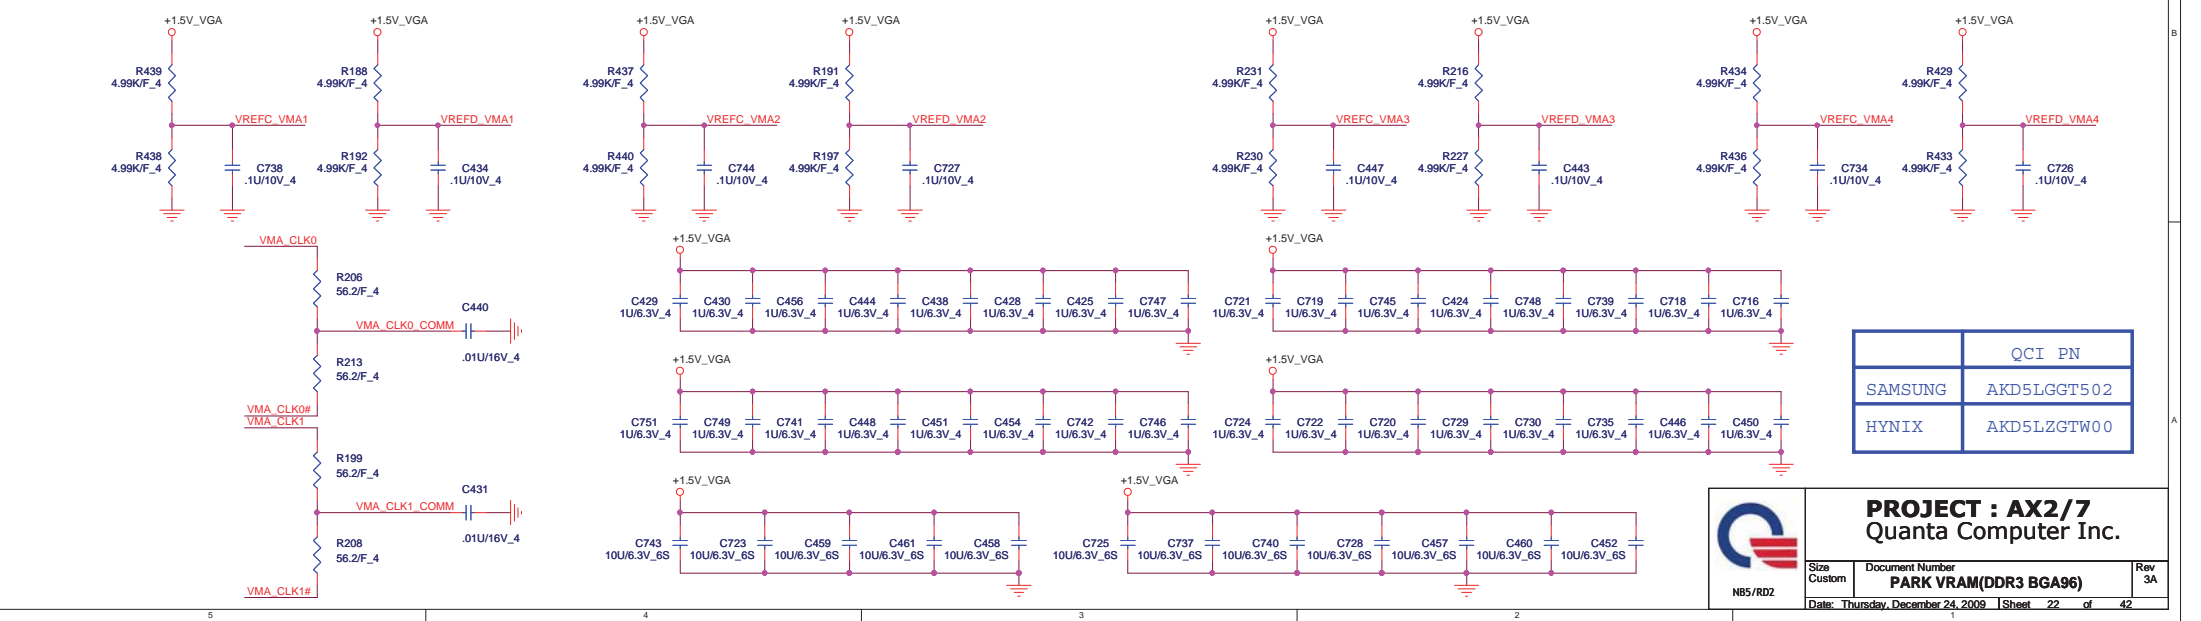 +1.5V_VGA +1.5V_VGA +1.5V_VGA +1.5V_VGA +1.5V_VGA +1.5V_VGA +1.5V_VGA +1.5V_VGA
B
R439 R188 R437 R191 R231 R216 R434 R429
4.99K/F_4 4.99K/F_4 4.99K/F_4 4.99K/F_4 4.99K/F_4 4.99K/F_4 4.99K/F_4 4.99K/F_4
VREFC_VMA1 VREFD_VMA1 VREFC_VMA2 VREFD_VMA2 VREFC_VMA3 VREFD_VMA3 VREFC_VMA4 VREFD_VMA4
R438 R192 R440 R197 R230 R227 R436 R433
4.99K/F_4 4.99K/F_4 4.99K/F_4 4.99K/F_4 4.99K/F_4 4.99K/F_4 4.99K/F_4 4.99K/F_4
C738 C434 C744 C727 C447 C443 C734 C726
.1U/10V_4 .1U/10V_4 .1U/10V_4 .1U/10V_4 .1U/10V_4 .1U/10V_4 .1U/10V_4 .1U/10V_4
VMA_CLK0
R206
56.2/F_4
C440
VMA_CLK0_COMM
.01U/16V_4
R213
56.2/F_4
VMA_CLK0#
VMA_CLK1
R199
56.2/F_4
C431
VMA_CLK1_COMM
.01U/16V_4
R208
56.2/F_4
VMA_CLK1#
+1.5V_VGA +1.5V_VGA
C429 C430 C456 C444 C438 C428 C425 C747 C721 C719 C745 C424 C748 C739 C718 C716
1U/6.3V_4 1U/6.3V_4 1U/6.3V_4 1U/6.3V_4 1U/6.3V_4 1U/6.3V_4 1U/6.3V_4 1U/6.3V_4 1U/6.3V_4 1U/6.3V_4 1U/6.3V_4 1U/6.3V_4 1U/6.3V_4 1U/6.3V_4 1U/6.3V_4 1U/6.3V_4
+1.5V_VGA +1.5V_VGA
C751 C749 C741 C448 C451 C454 C742 C746 C724 C722 C720 C729 C730 C735 C446 C450
1U/6.3V_4 1U/6.3V_4 1U/6.3V_4 1U/6.3V_4 1U/6.3V_4 1U/6.3V_4 1U/6.3V_4 1U/6.3V_4 1U/6.3V_4 1U/6.3V_4 1U/6.3V_4 1U/6.3V_4 1U/6.3V_4 1U/6.3V_4 1U/6.3V_4 1U/6.3V_4
+1.5V_VGA +1.5V_VGA
C743 C723 C459 C461 C458 C725 C737 C740 C728 C457 C460 C452
10U/6.3V_6S 10U/6.3V_6S 10U/6.3V_6S 10U/6.3V_6S 10U/6.3V_6S 10U/6.3V_6S 10U/6.3V_6S 10U/6.3V_6S 10U/6.3V_6S 10U/6.3V_6S 10U/6.3V_6S 10U/6.3V_6S
QCI PN
SAMSUNG AKD5LGGT502
HYNIX AKD5LZGTW00
A
PROJECT : AX2/7
Quanta Computer Inc.
NB5/RD2
Size Document Number Rev
Custom PARK VRAM(DDR3 BGA96) 3A
Date: Thursday, December 24, 2009 Sheet 22 of 42
5 4 3 2 1